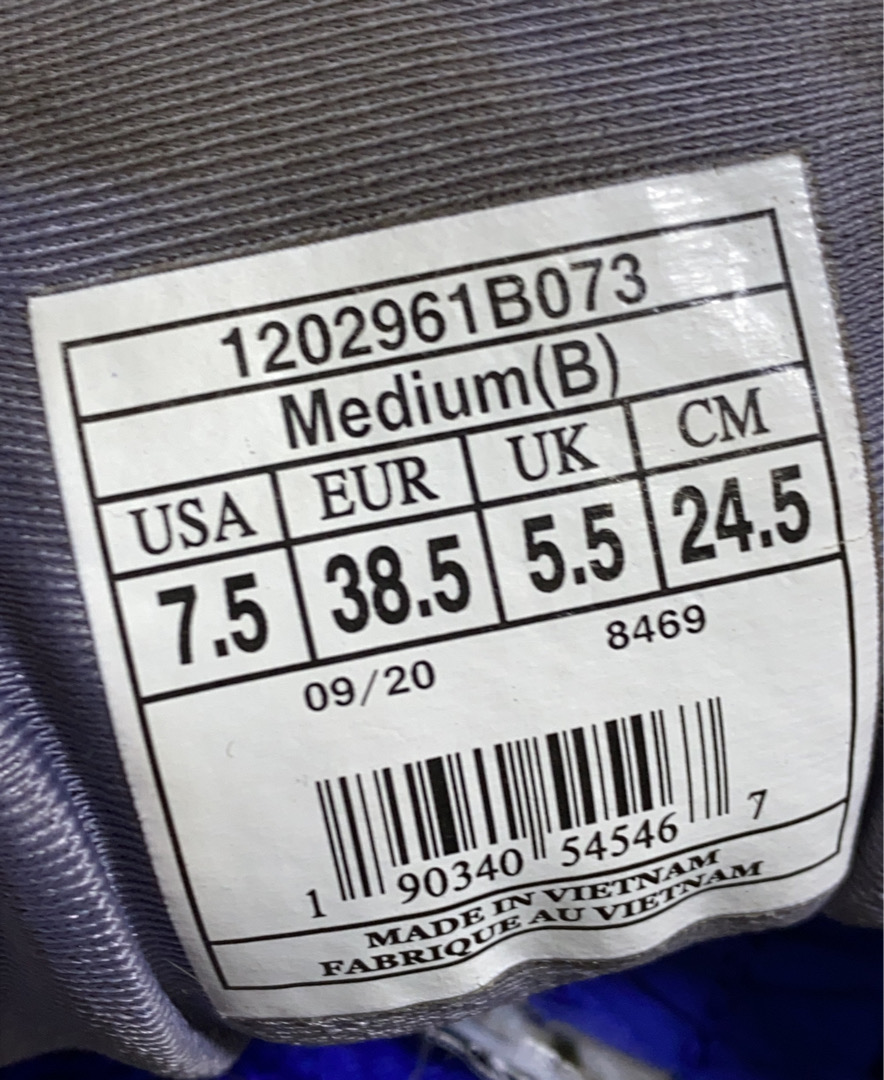 1202961B073
Medium(B)
USA EUR UK CM
7.5 38.5 5.5 24.5
09/20 8469
1 90340 54546 7
MADE IN VIETNAM
FABRIQUE AU VIETNAM